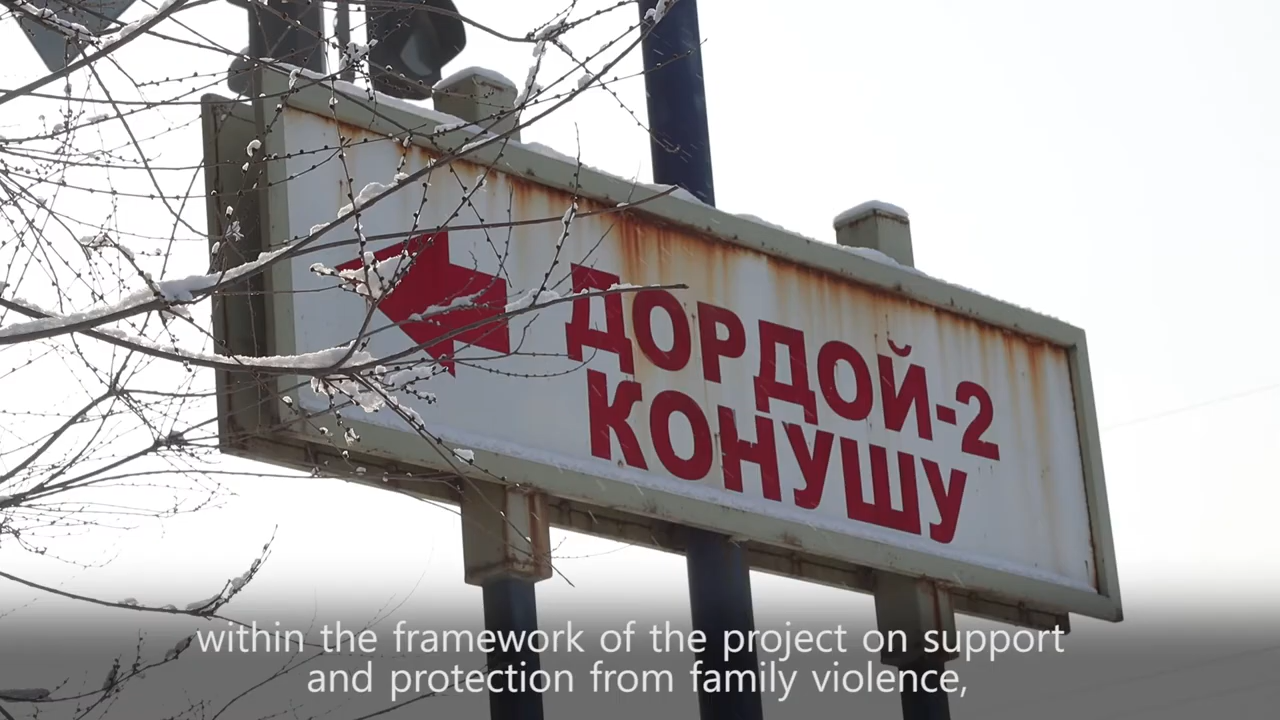 ДОРДОЙ-2
КОНУШУ
within the framework of the project on support
and protection from family violence,